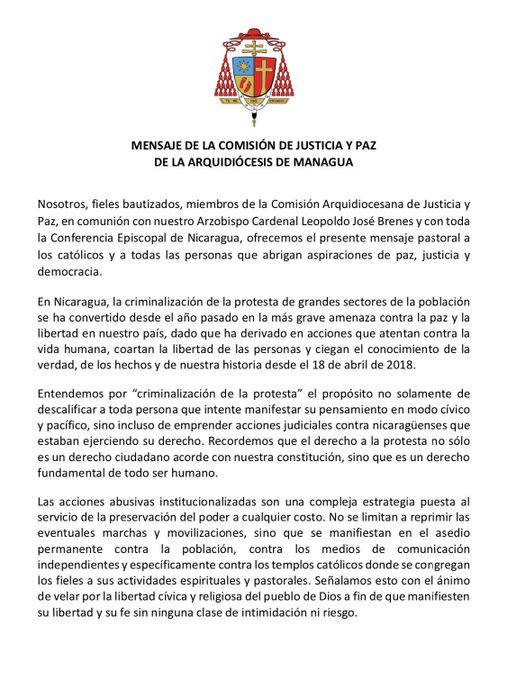 MENSAJE DE LA COMISIÓN DE JUSTICIA Y PAZ
DE LA ARQUIDIÓCESIS DE MANAGUA
Nosotros, fieles bautizados, miembros de la Comisión Arquidiocesana de Justicia y
Paz, en comunión con nuestro Arzobispo Cardenal Leopoldo José Brenes y con toda
la Conferencia Episcopal de Nicaragua, ofrecemos el presente mensaje pastoral a
los católicos y a todas las personas que abrigan aspiraciones de paz, justicia y
democracia.
En Nicaragua, la criminalización de la protesta de grandes sectores de la población
se ha convertido desde el año pasado en la más grave amenaza contra la paz y la
libertad en nuestro país, dado que ha derivado en acciones que atentan contra la
vida humana, coartan la libertad de las personas y ciegan el conocimiento de la
verdad, de los hechos y de nuestra historia desde el 18 de abril de 2018.
Entendemos por “criminalización de la protesta” el propósito no solamente de
descalificar a toda persona que intente manifestar su pensamiento en modo cívico
y pacífico, sino incluso de emprender acciones judiciales contra nicaragüenses que
estaban ejerciendo su derecho. Recordemos que el derecho a la protesta no sólo
es un derecho ciudadano acorde con nuestra constitución, sino que es un derecho
fundamental de todo ser humano.
Las acciones abusivas institucionalizadas son una compleja estrategia puesta al
servicio de la preservación del poder a cualquier costo. No se limitan a reprimir las
eventuales marchas y movilizaciones, sino que se manifiestan en el asedio
permanente contra la población, contra los medios de comunicación
independientes y específicamente contra los templos católicos donde se congregan
los fieles a sus actividades espirituales y pastorales. Señalamos esto con el ánimo
de velar por la libertad cívica y religiosa del pueblo de Dios a fin de que manifiesten
su libertad y su fe sin ninguna clase de intimidación ni riesgo.